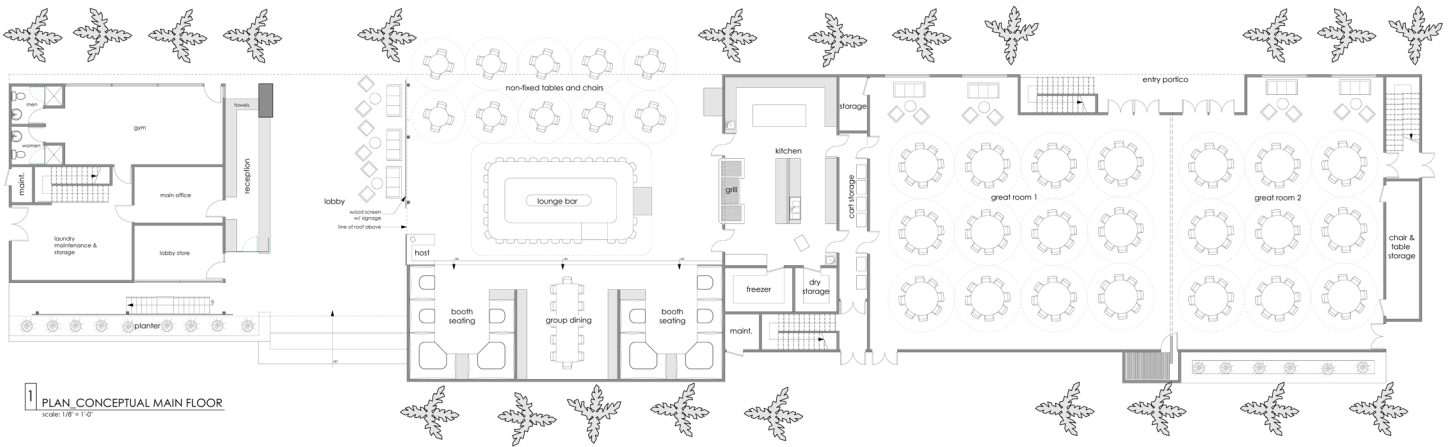 entry portico
non-fixed tables and chairs
men
towels
gym
storage
women
kitchen
maint.
reception
grill
main office
lobby
lounge bar
cart storage
great room 1
great room 2
wood screen
w/ signage
line of roof above
laundry
maintenance &
storage
lobby store
host
chair &
table
storage
freezer
dry
storage
booth
seating
group dining
booth
seating
planter
maint.
up
up
1
PLAN_CONCEPTUAL MAIN FLOOR
scale: 1/8" = 1'-0"